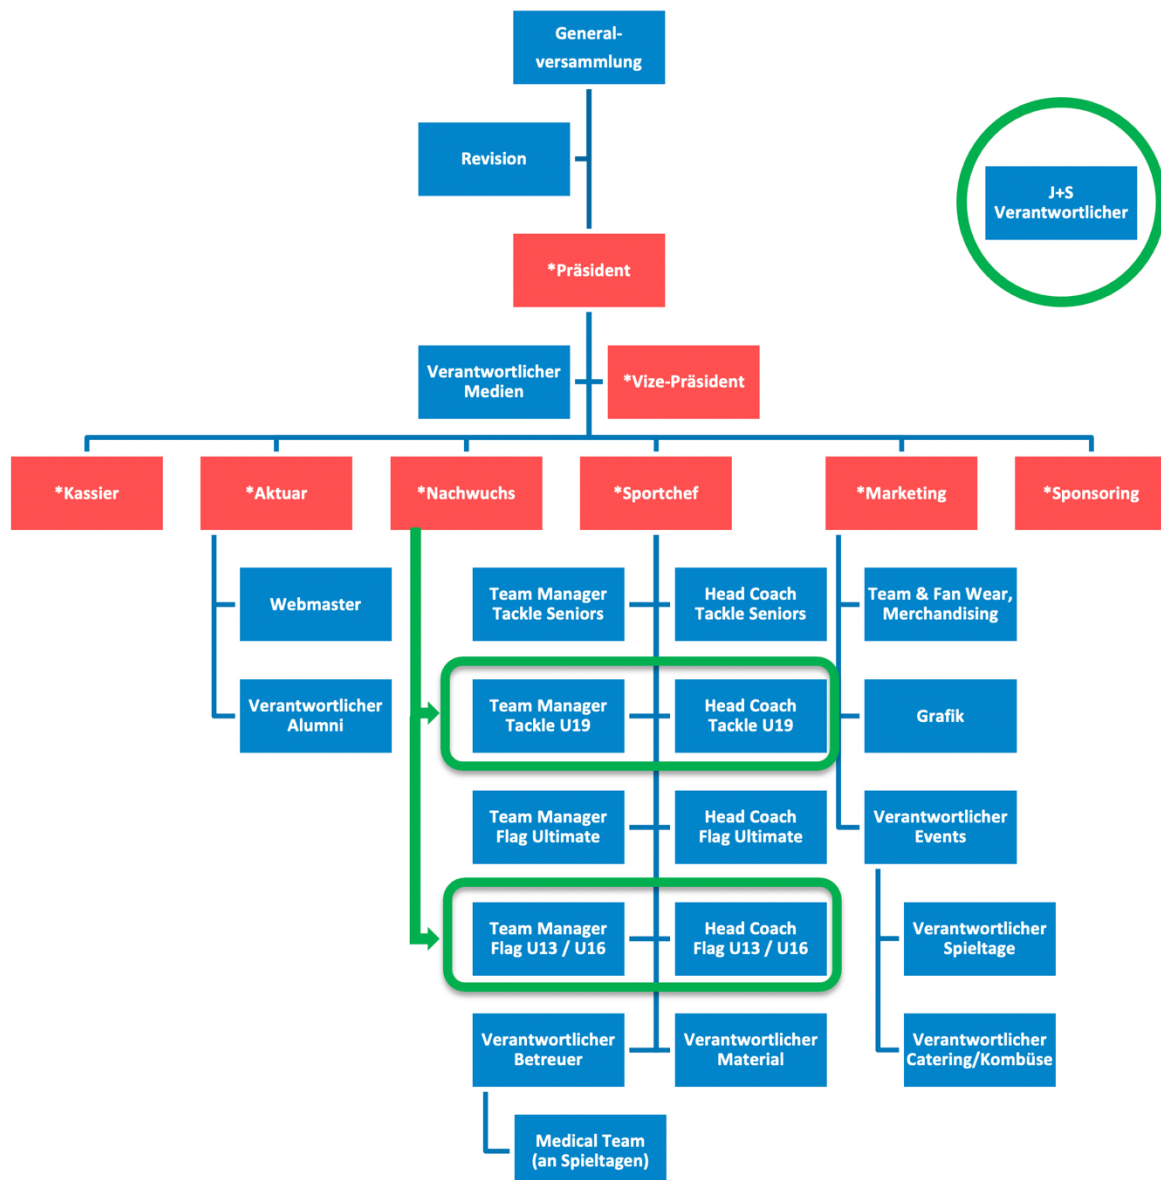 General-
versammlung
Revision
J+S
Verantwortlicher
*Präsident
Verantwortlicher
Medien
*Vize-Präsident
*Kassier
*Aktuar
*Nachwuchs
*Sportchef
*Marketing
*Sponsoring
Webmaster
Team Manager
Tackle Seniors
Head Coach
Tackle Seniors
Team & Fan Wear,
Merchandising
Verantwortlicher
Alumni
Team Manager
Tackle U19
Head Coach
Tackle U19
Grafik
Team Manager
Flag Ultimate
Head Coach
Flag Ultimate
Verantwortlicher
Events
Team Manager
Flag U13 / U16
Head Coach
Flag U13 / U16
Verantwortlicher
Spieltage
Verantwortlicher
Betreuer
Verantwortlicher
Material
Verantwortlicher
Catering/Kombüse
Medical Team
(an Spieltagen)